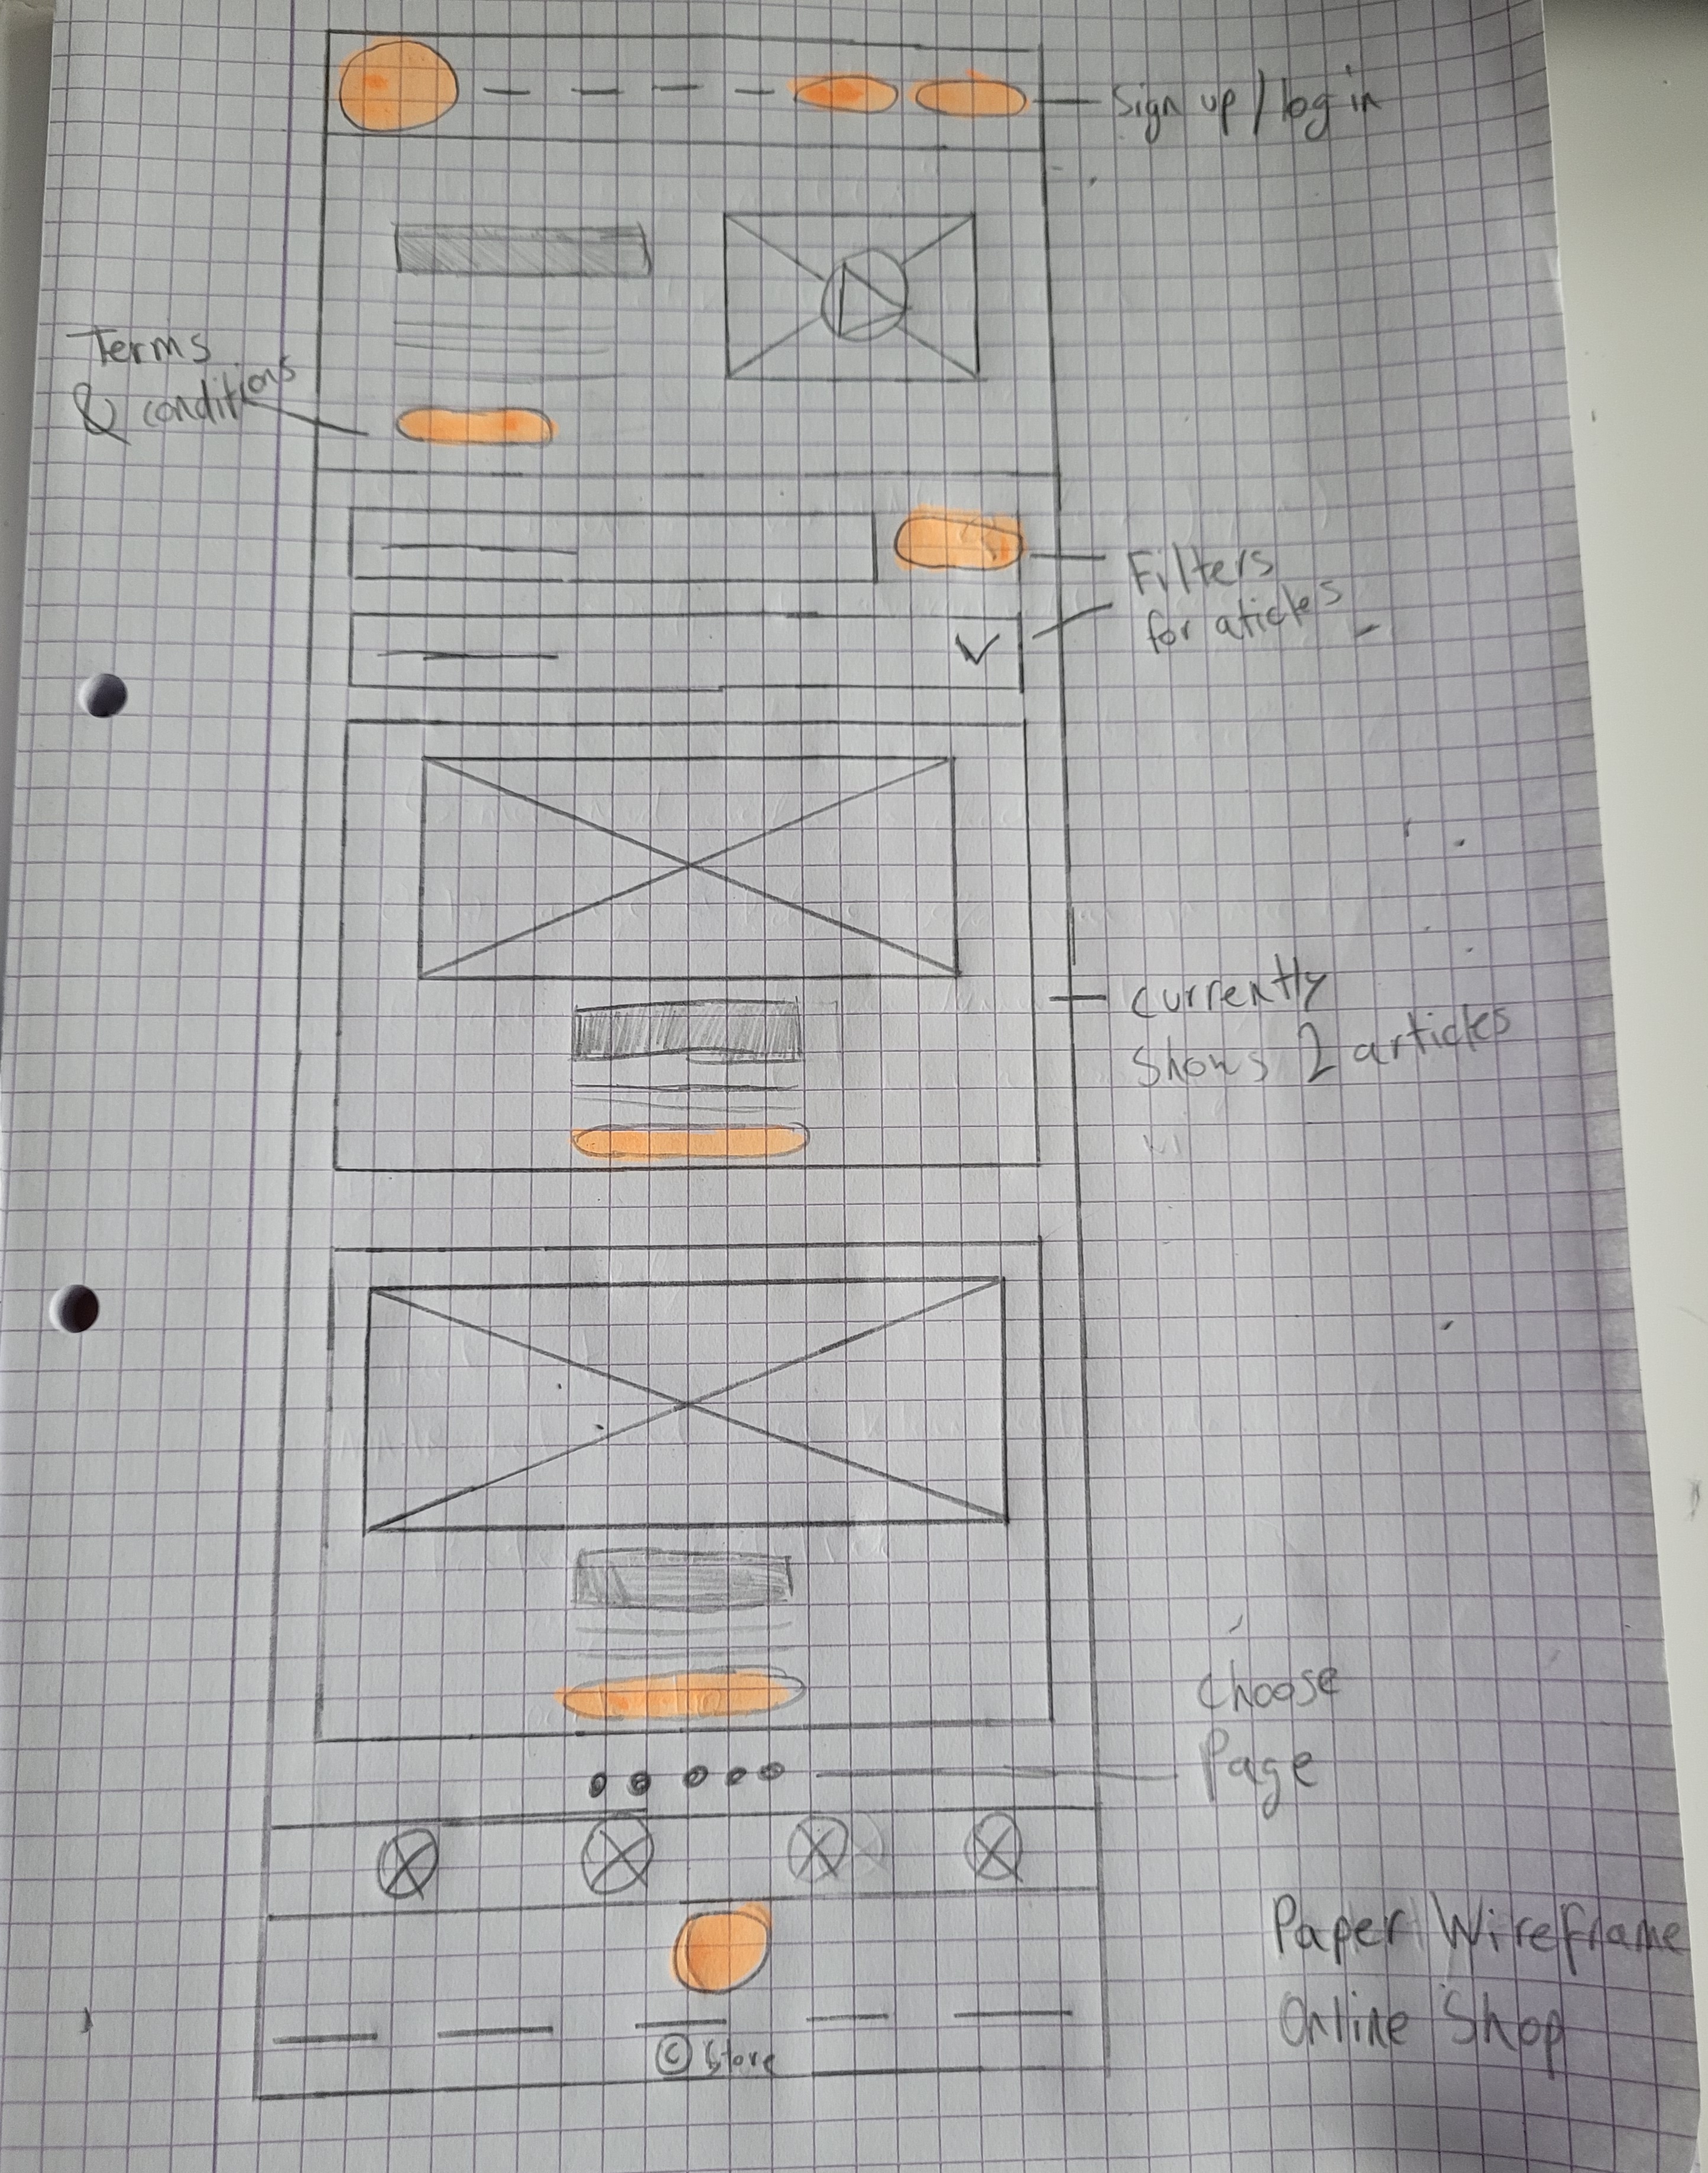 Sign up / log in
Terms
& conditions
Filters
for aticles
Currently
Shows 2 articles
Choose
Page
Paper Wireframe
Online Shop
© Store